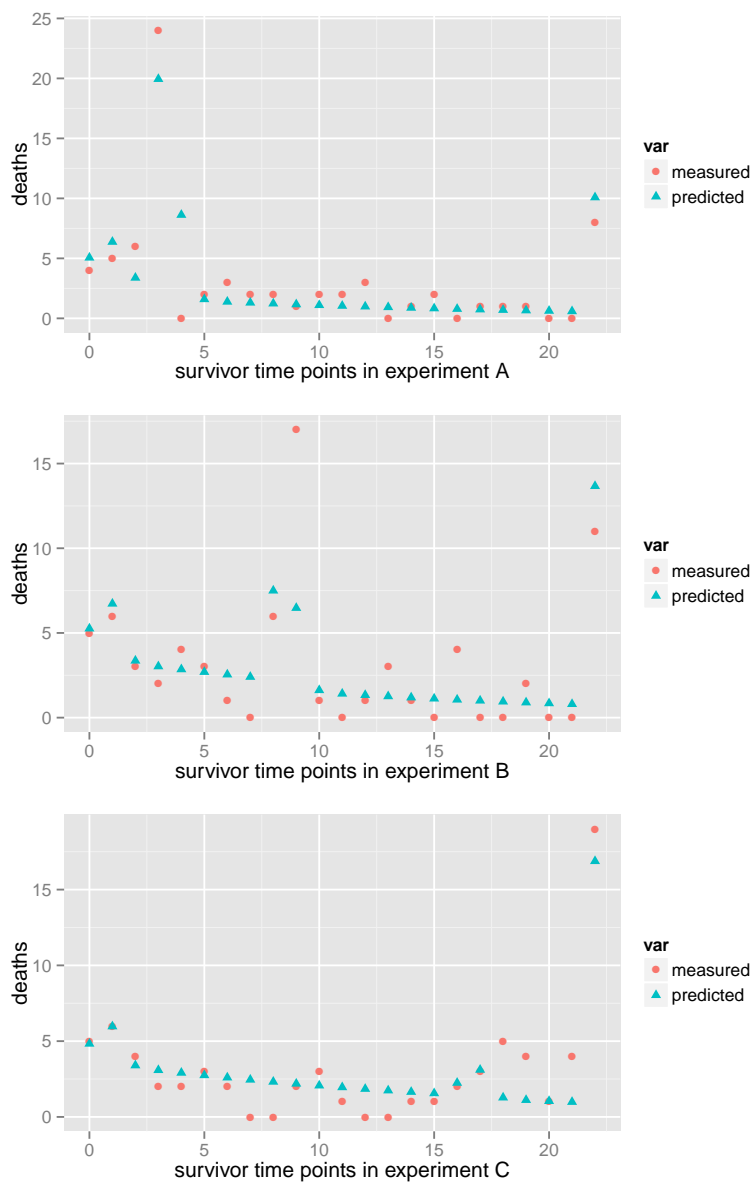 25
20
15
10
5
0
deaths
0 5 10 15 20
survivor time points in experiment A
var
measured
predicted
15
10
5
0
deaths
0 5 10 15 20
survivor time points in experiment B
var
measured
predicted
15
10
5
0
deaths
0 5 10 15 20
survivor time points in experiment C
var
measured
predicted